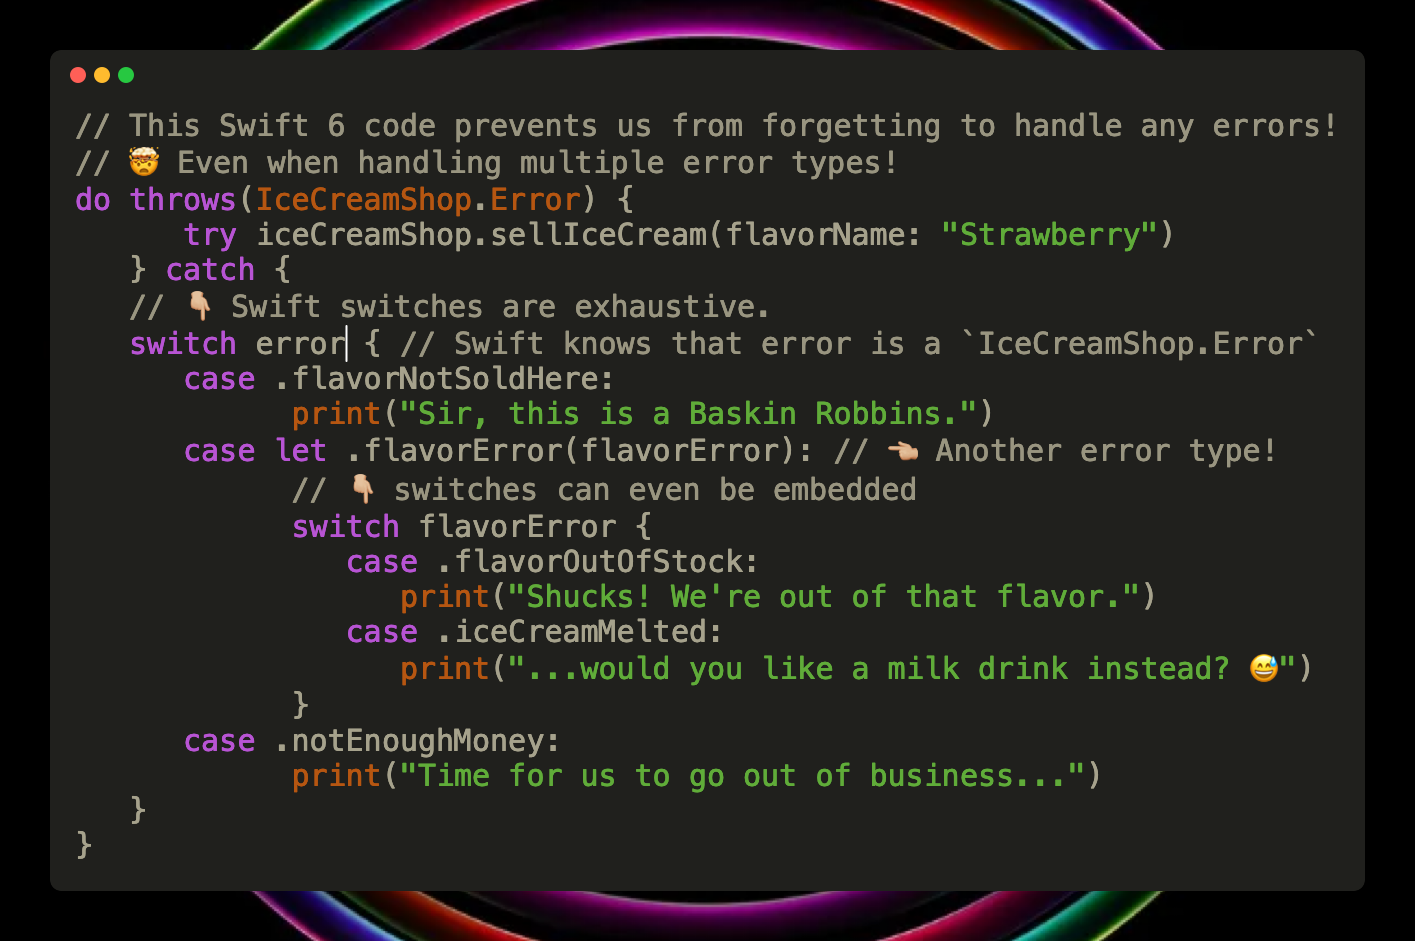 // This Swift 6 code prevents us from forgetting to handle any errors!
// 🤯 Even when handling multiple error types!
do throws(IceCreamShop.Error) {
      try iceCreamShop.sellIceCream(flavorName: "Strawberry")
   } catch {
   // 👇🏼 Swift switches are exhaustive.
   switch error { // Swift knows that error is a `IceCreamShop.Error`
      case .flavorNotSoldHere:
            print("Sir, this is a Baskin Robbins.")
      case let .flavorError(flavorError): // 👈🏼 Another error type!
            // 👇🏼 switches can even be embedded
            switch flavorError {
               case .flavorOutOfStock:
                  print("Shucks! We're out of that flavor.")
               case .iceCreamMelted:
                  print("...would you like a milk drink instead? 😅")
            }
      case .notEnoughMoney:
            print("Time for us to go out of business...")
   }
}